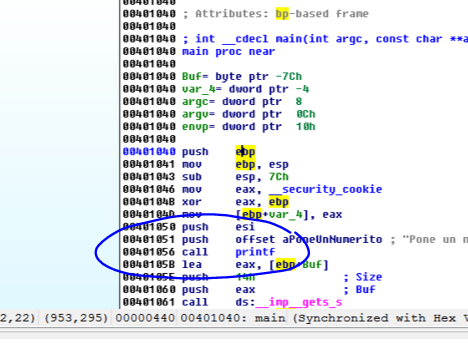 00401040
00401040 ; Attributes: bp-based frame
00401040
00401040 ; int __cdecl main(int argc, const char **a
00401040 main proc near
00401040
00401040 Buf= byte ptr -7Ch
00401040 var_4= dword ptr -4
00401040 argc= dword ptr  8
00401040 argv= dword ptr  0Ch
00401040 envp= dword ptr  10h
00401040
00401040 push    ebp
00401041 mov     ebp, esp
00401043 sub     esp, 7Ch
00401046 mov     eax, __security_cookie
0040104B xor     eax, ebp
0040104D mov     [ebp+var_4], eax
00401050 push    esi
00401051 push    offset aPoneUnNumerito ; "Pone un n
00401056 call    printf
0040105B lea     eax, [ebp+Buf]
0040105E push    14h             ; Size
00401060 push    eax             ; Buf
00401061 call    ds:__imp__gets_s
2,22) (953,295) 00000440 00401040: main (Synchronized with Hex V